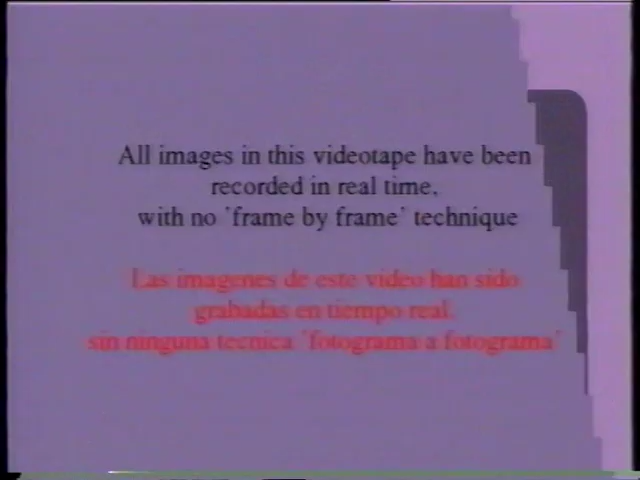 All images in this videotape have been
recorded in real time,
with no 'frame by frame' technique
Las imagenes de este video han sido
grabadas en tiempo real,
sin ninguna tecnica 'fotograma a fotograma'